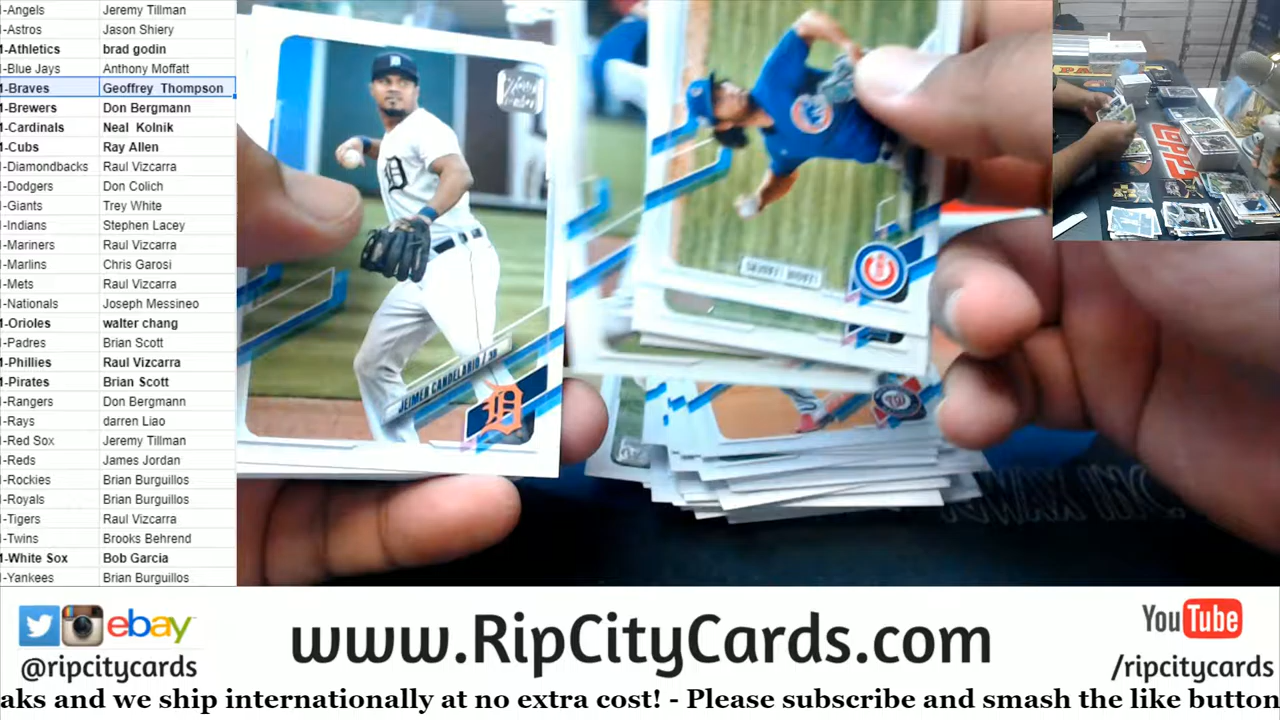 -Angels Jeremy Tillman
-Astros Jason Shiery
-Athletics brad godin
-Blue Jays Anthony Moffatt
-Braves Geoffrey Thompson
-Brewers Don Bergmann
-Cardinals Neal Kolnik
-Cubs Ray Allen
-Diamondbacks Raul Vizcarra
-Dodgers Don Colich
-Giants Trey White
-Indians Stephen Lacey
-Mariners Raul Vizcarra
-Marlins Chris Garosi
-Mets Raul Vizcarra
-Nationals Joseph Messineo
-Orioles walter chang
-Padres Brian Scott
-Phillies Raul Vizcarra
-Pirates Brian Scott
-Rangers Don Bergmann
-Rays darren Liao
-Red Sox Jeremy Tillman
-Reds James Jordan
-Rockies Brian Burguillos
-Royals Brian Burguillos
-Tigers Raul Vizcarra
-Twins Brooks Behrend
-White Sox Bob Garcia
-Yankees Brian Burguillos
D
JEIMER CANDELARIO / 3B
D
TOPPS
ebay
@ripcitycards
www.RipCityCards.com
YouTube
/ripcitycards
aks and we ship internationally at no extra cost! - Please subscribe and smash the like button